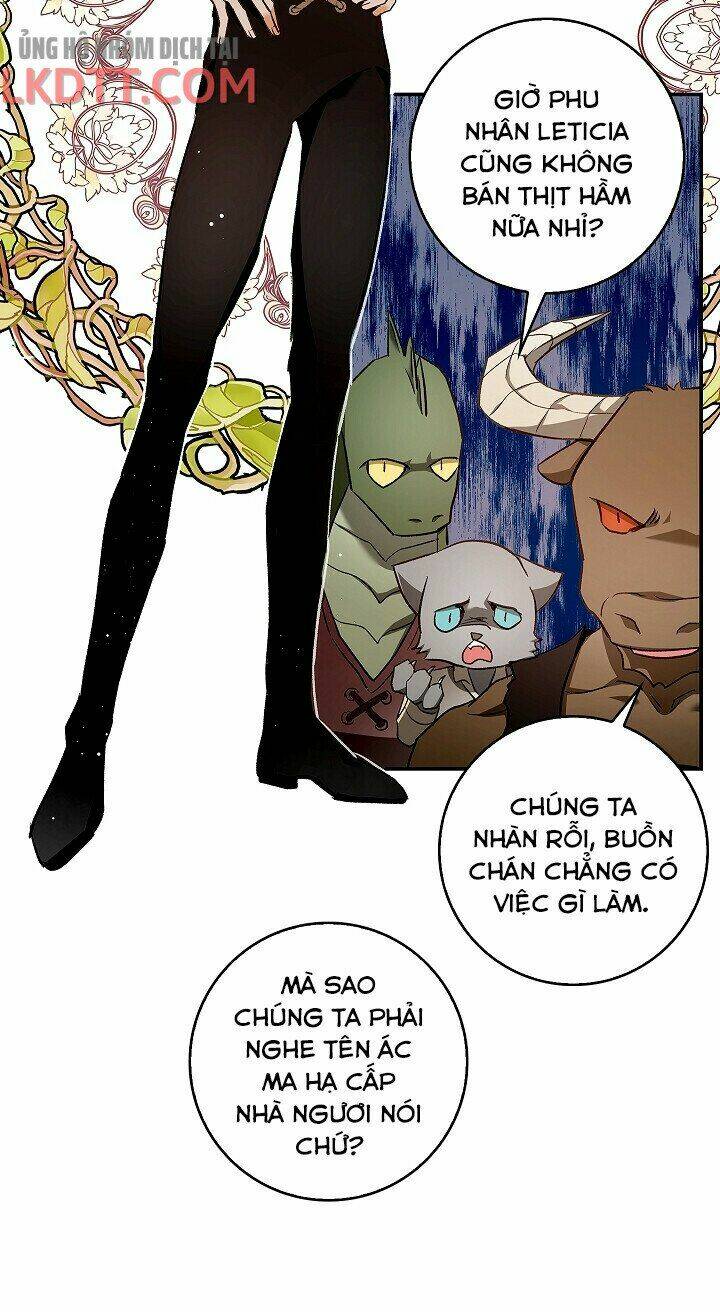 ỦNG HỘ NHÓM DỊCH TẠI
LKDTT.COM
GIỜ PHU
NHÂN LETICIA
CŨNG KHÔNG
BÁN THỊT HẦM
NỮA NHỈ?
CHÚNG TA
NHÀN RỖI, BUỒN
CHÁN CHẲNG CÓ
VIỆC GÌ LÀM.
MÀ SAO
CHÚNG TA PHẢI
NGHE TÊN ÁC
MA HẠ CẤP
NHÀ NGƯƠI NÓI
CHỨ?